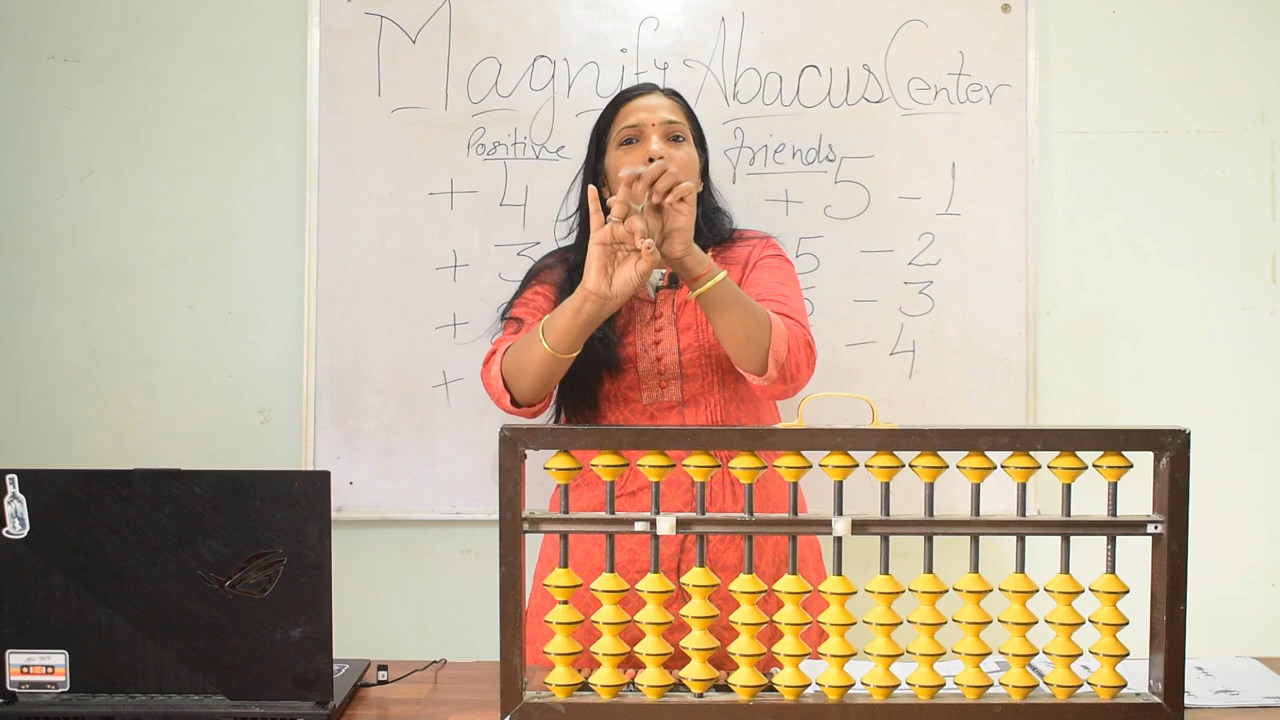 Magnify Abacus Center
Positive friends
+ 4 + 5 - 1
+ 3 5 - 2
+ - 3
+ - 4